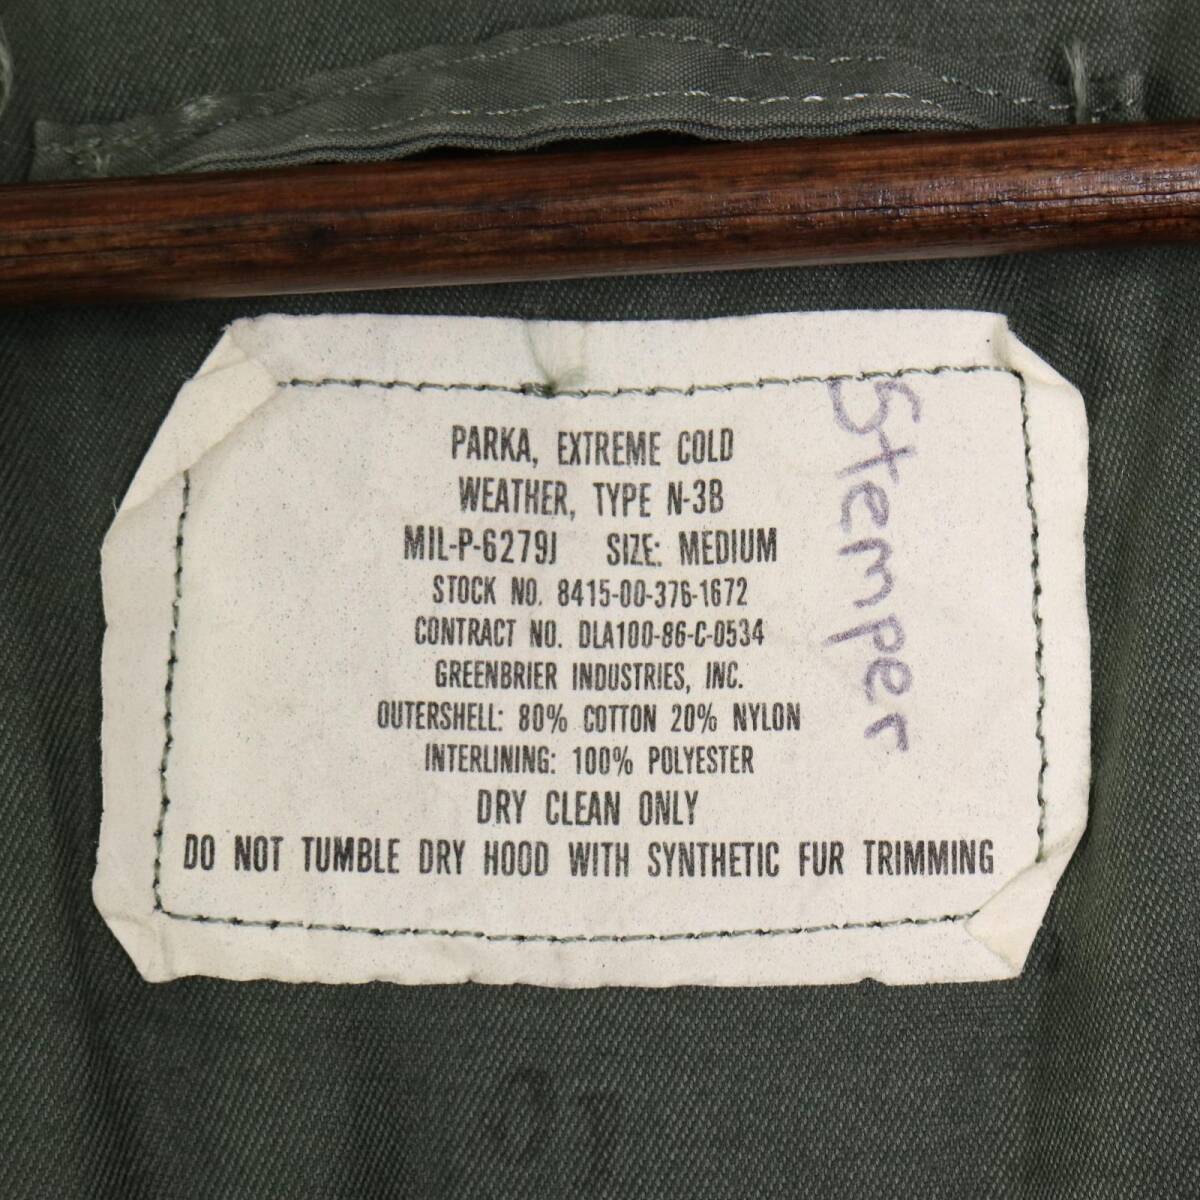 PARKA, EXTREME COLD
WEATHER, TYPE N-3B
MIL-P-6279J SIZE: MEDIUM
STOCK NO. 8415-00-376-1672
CONTRACT NO. DLA100-86-C-0534
GREENBRIER INDUSTRIES, INC.
OUTERSHELL: 80% COTTON 20% NYLON
INTERLINING: 100% POLYESTER
DRY CLEAN ONLY
DO NOT TUMBLE DRY HOOD WITH SYNTHETIC FUR TRIMMING
Stemper